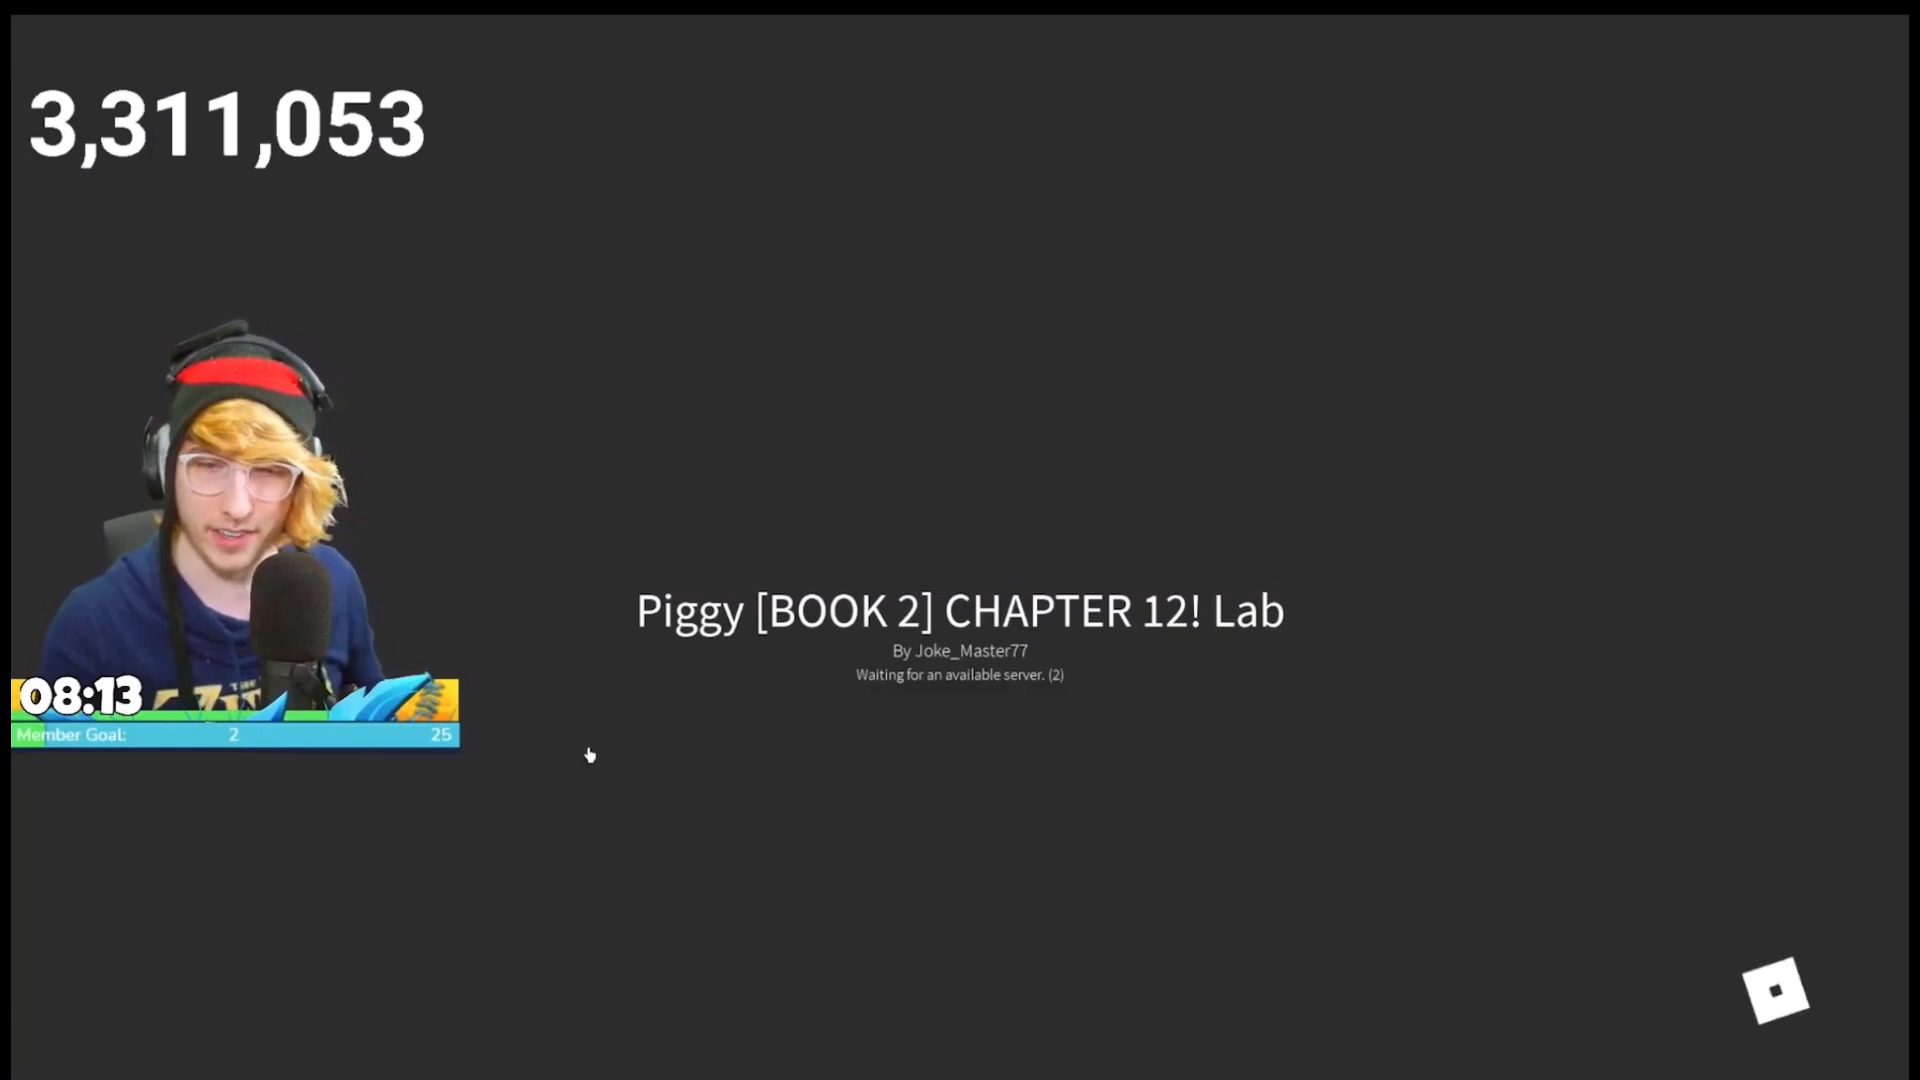 3,311,053
Piggy [BOOK 2] CHAPTER 12! Lab
By Joke_Master77
Waiting for an available server. (2)
08:13
Member Goal: 2 25